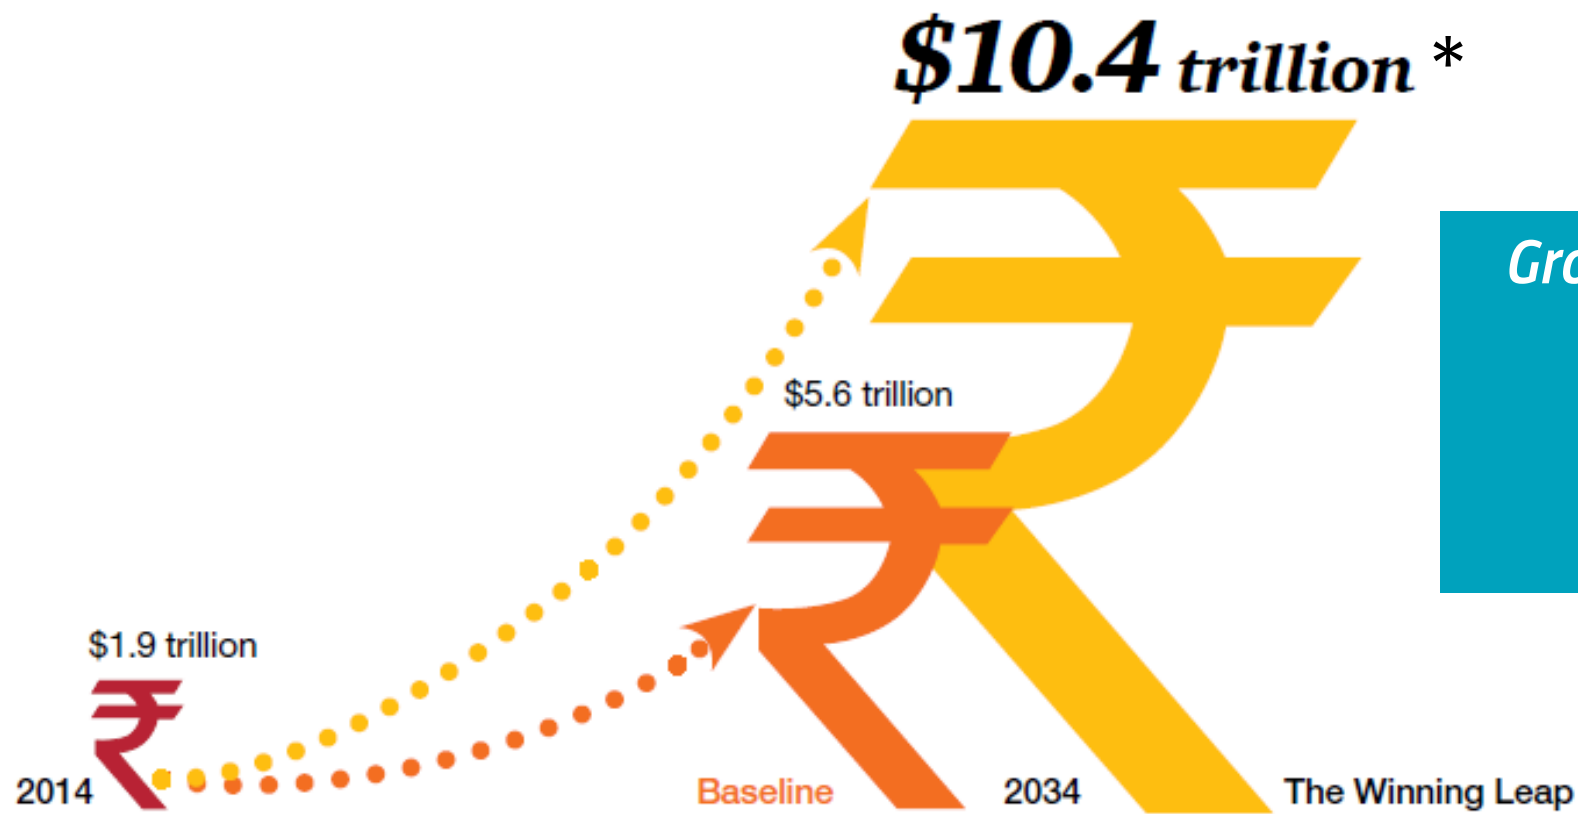 $10.4 trillion *
$5.6 trillion
$1.9 trillion
2014
Baseline
2034
The Winning Leap